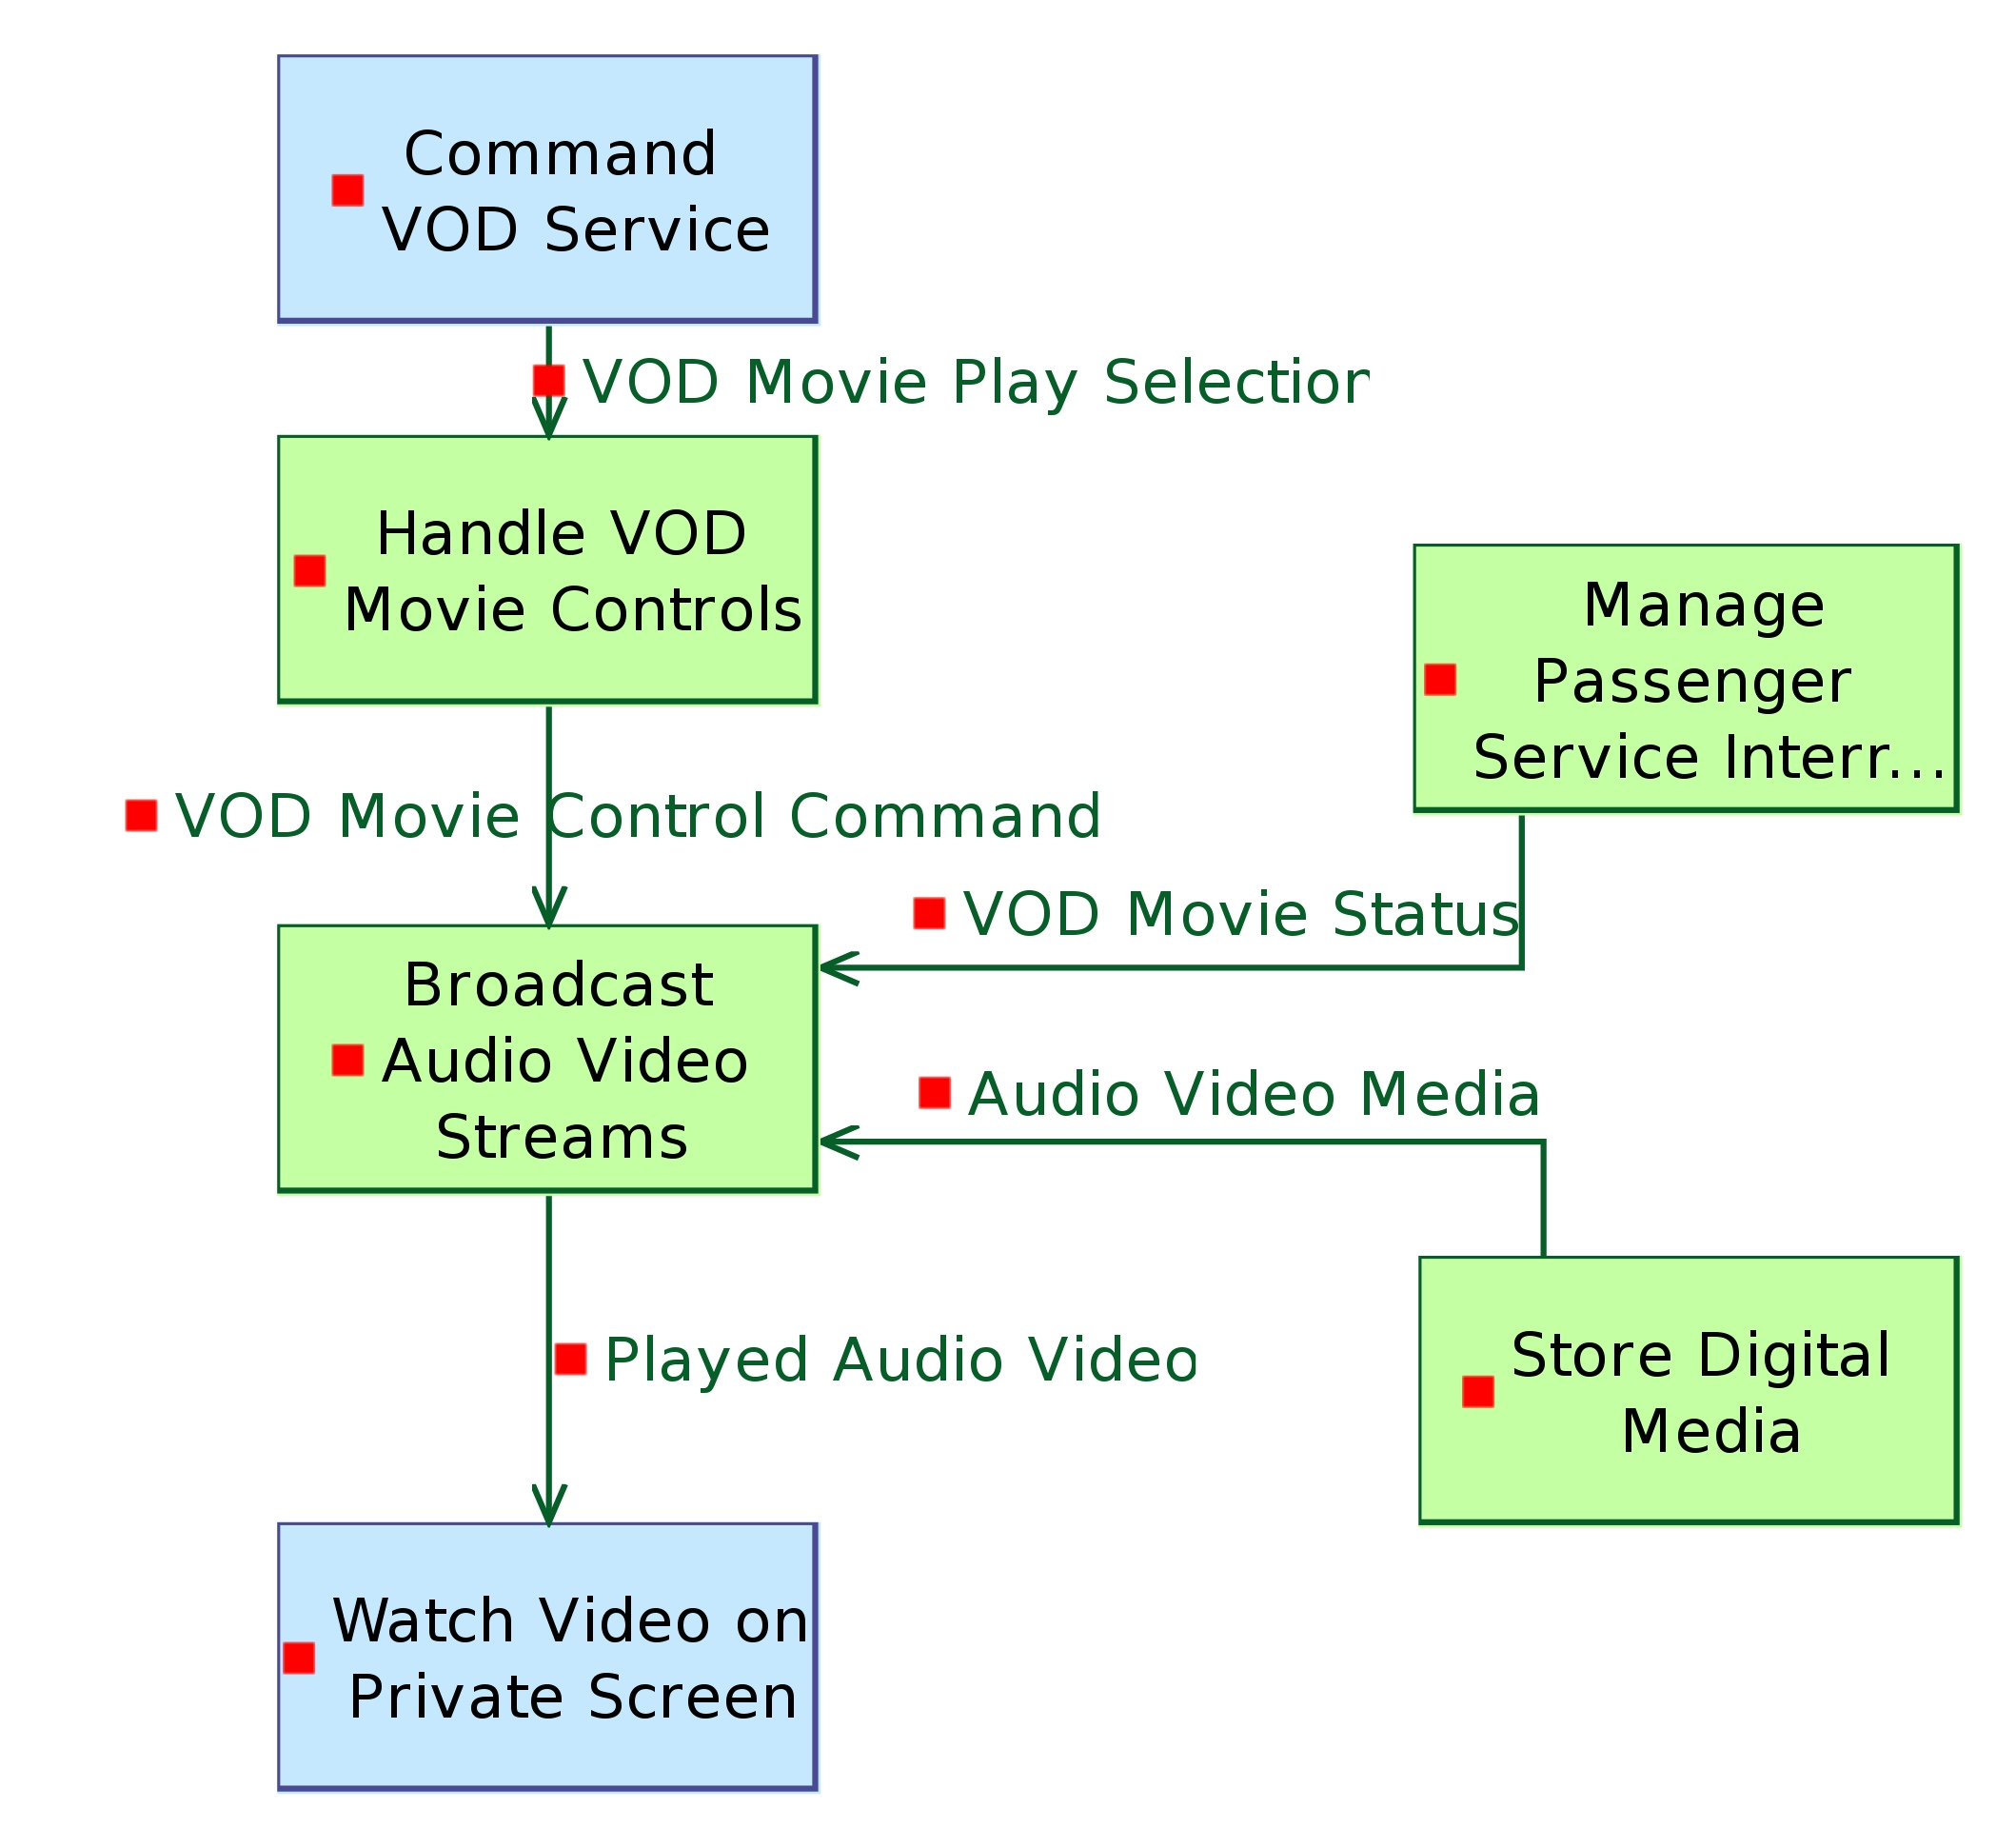 Command
VOD Service
VOD Movie Play Selection
Handle VOD
Movie Controls
Manage
Passenger
Service Interr...
VOD Movie Control Command
VOD Movie Status
Broadcast
Audio Video
Streams
Audio Video Media
Played Audio Video
Store Digital
Media
Watch Video on
Private Screen